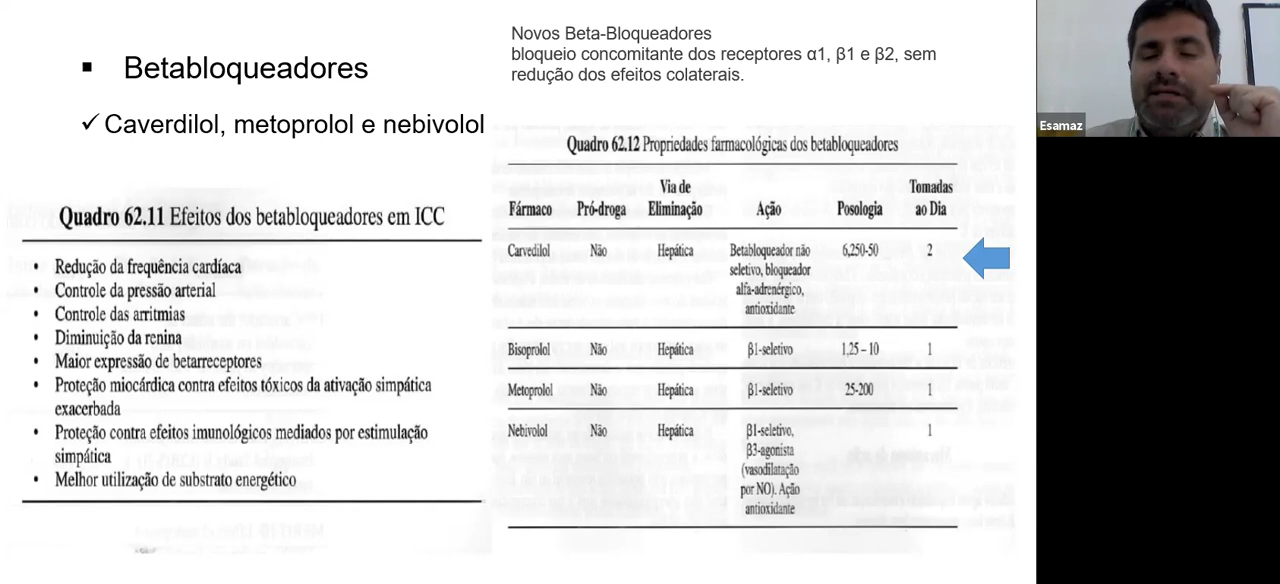 Betabloqueadores
Caverdilol, metoprolol e nebivolol
Novos Beta-Bloqueadores
bloqueio concomitante dos receptores α1, β1 e β2, sem
redução dos efeitos colaterais.
Esamaz
Quadro 62.11 Efeitos dos betabloqueadores em ICC
• Redução da frequência cardíaca
• Controle da pressão arterial
• Controle das arritmias
• Diminuição da renina
• Maior expressão de betarreceptores
• Proteção miocárdica contra efeitos tóxicos da ativação simpática
exacerbada
• Proteção contra efeitos imunológicos mediados por estimulação
simpática
• Melhor utilização de substrato energético
Quadro 62.12 Propriedades farmacológicas dos betabloqueadores
Via de Tomadas
Fármaco Pró-droga Eliminação Ação Posologia ao Dia
Carvedilol Não Hepática Betabloqueador não 6,250-50 2
seletivo, bloqueador
alfa-adrenérgico,
antioxidante
Bisoprolol Não Hepática β1-seletivo 1,25 – 10 1
Metoprolol Não Hepática β1-seletivo 25-200 1
Nebivolol Não Hepática β1-seletivo, 1
β3-agonista
(vasodilatação
por NO). Ação
antioxidante